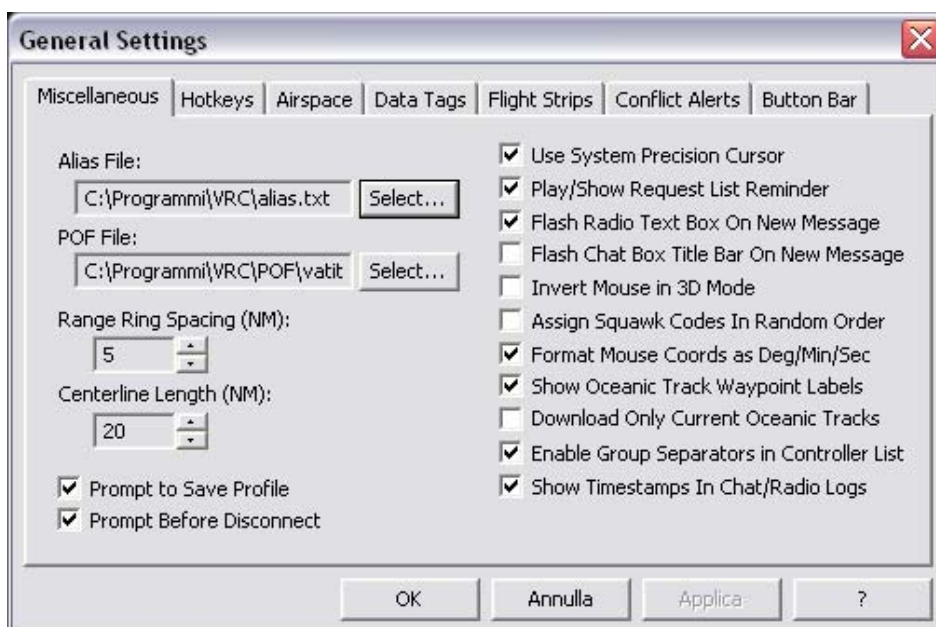 General Settings
Miscellaneous
Hotkeys
Airspace
Data Tags
Flight Strips
Conflict Alerts
Button Bar
Alias File:
C:\Programmi\VRC\alias.txt
Select...
POF File:
C:\Programmi\VRC\POF\vatit
Select...
Range Ring Spacing (NM):
5
Centerline Length (NM):
20
Prompt to Save Profile
Prompt Before Disconnect
Use System Precision Cursor
Play/Show Request List Reminder
Flash Radio Text Box On New Message
Flash Chat Box Title Bar On New Message
Invert Mouse in 3D Mode
Assign Squawk Codes In Random Order
Format Mouse Coords as Deg/Min/Sec
Show Oceanic Track Waypoint Labels
Download Only Current Oceanic Tracks
Enable Group Separators in Controller List
Show Timestamps In Chat/Radio Logs
OK
Annulla
Applica
?